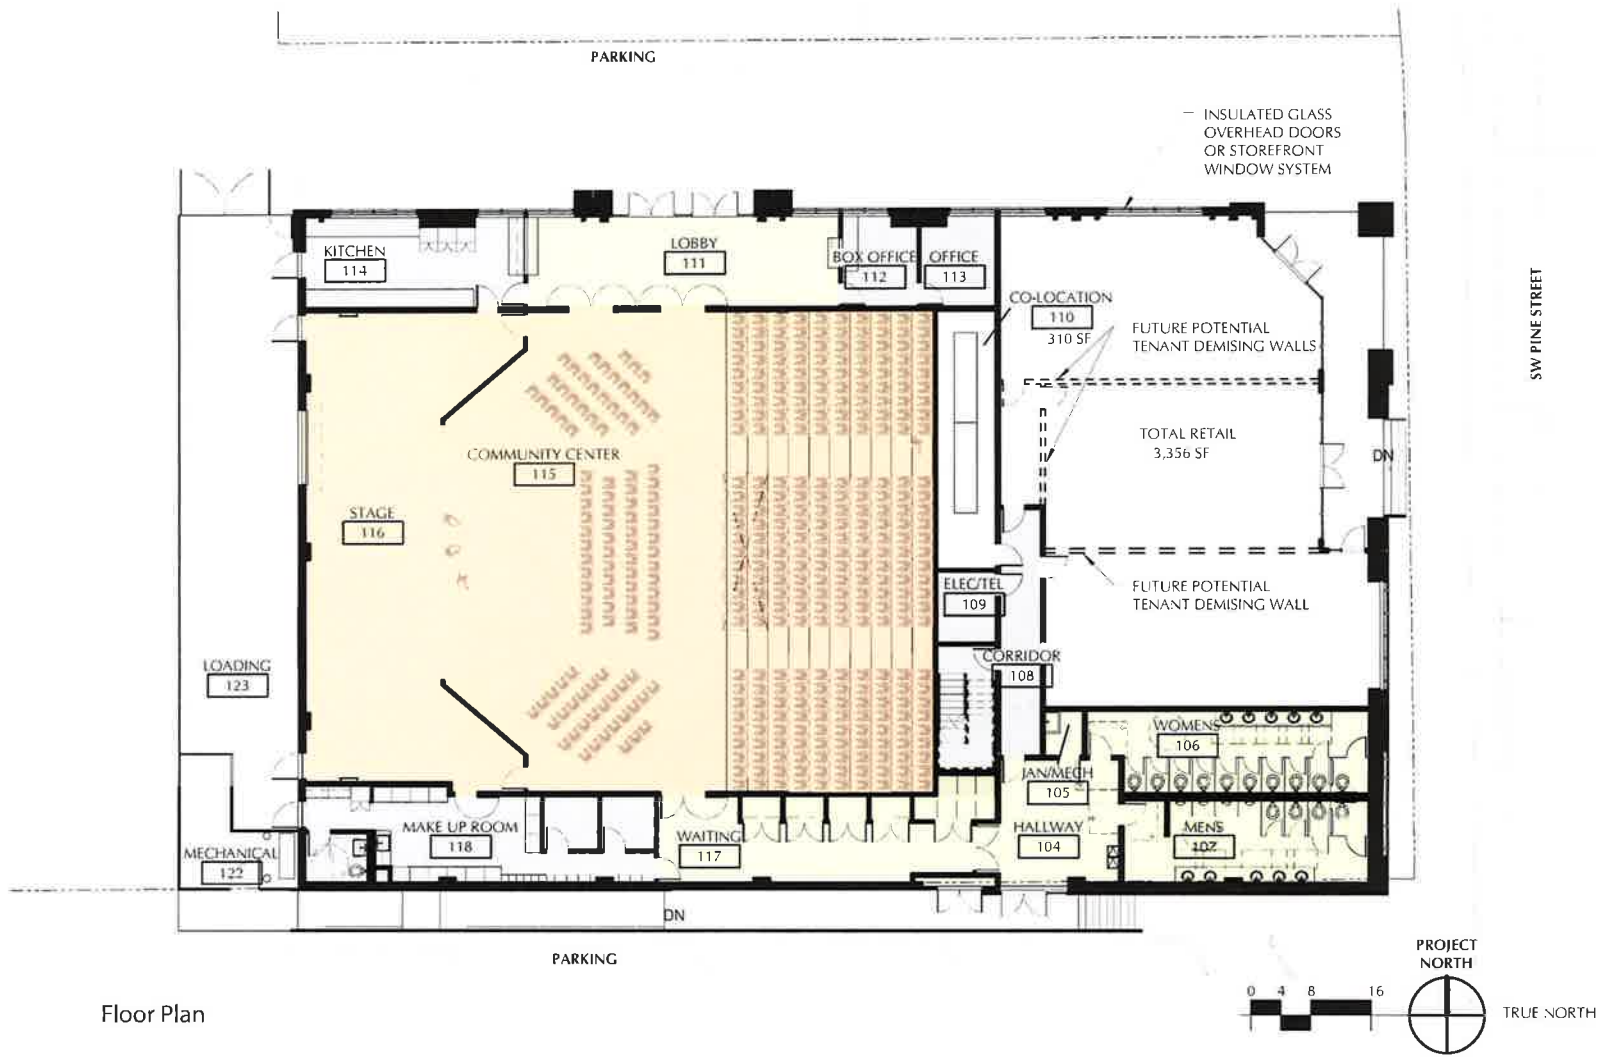 PARKING
INSULATED GLASS
OVERHEAD DOORS
OR STOREFRONT
WINDOW SYSTEM
KITCHEN
114
LOBBY
111
BOX OFFICE
112
OFFICE
113
CO-LOCATION
110
310 SF
FUTURE POTENTIAL
TENANT DEMISING WALLS
SW PINE STREET
TOTAL RETAIL
3,356 SF
DN
COMMUNITY CENTER
115
STAGE
116
ELEC/TEL
109
FUTURE POTENTIAL
TENANT DEMISING WALL
LOADING
123
CORRIDOR
108
WOMENS
106
JAN/MECH
105
MAKE UP ROOM
118
WAITING
117
HALLWAY
104
MENS
107
MECHANICAL
122
DN
PARKING
PROJECT
NORTH
0 4 8 16
TRUE NORTH
Floor Plan